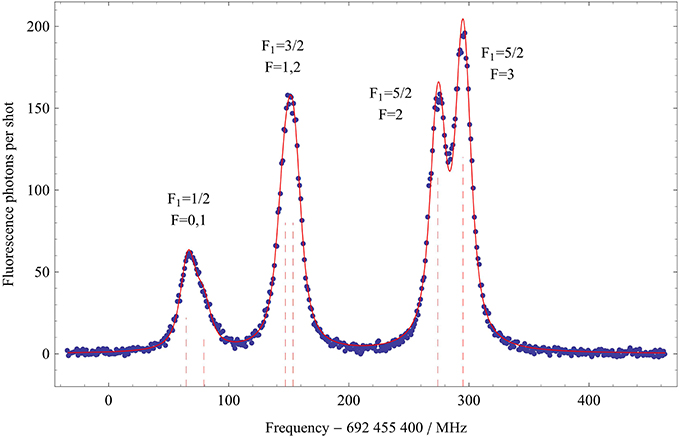 200
150
100
50
0
Fluorescence photons per shot
F₁=1/2
F=0,1
F₁=3/2
F=1,2
F₁=5/2
F=2
F₁=5/2
F=3
0 100 200 300 400
Frequency − 692 455 400 / MHz